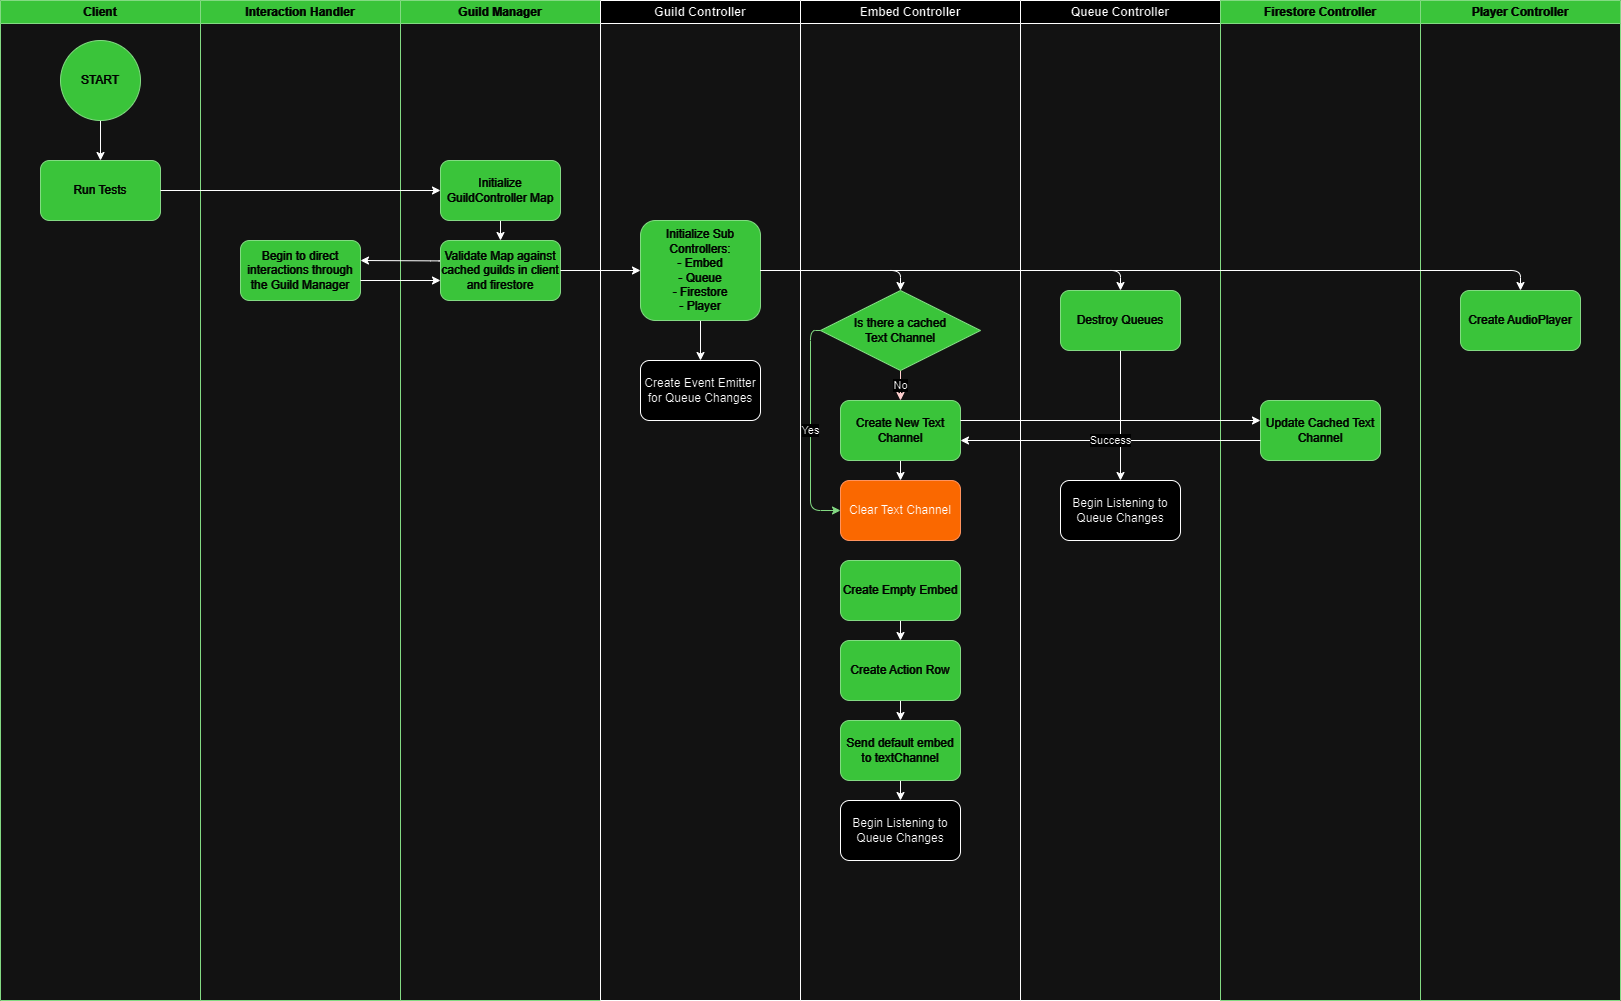 Client
Interaction Handler
Guild Manager
Guild Controller
Embed Controller
Queue Controller
Firestore Controller
Player Controller
START
Run Tests
Initialize
GuildController Map
Begin to direct
interactions through
the Guild Manager
Validate Map against
cached guilds in client
and firestore
Initialize Sub
Controllers:
- Embed
- Queue
- Firestore
- Player
Create Event Emitter
for Queue Changes
Is there a cached
Text Channel
No
Yes
Create New Text
Channel
Clear Text Channel
Create Empty Embed
Create Action Row
Send default embed
to textChannel
Begin Listening to
Queue Changes
Destroy Queues
Success
Begin Listening to
Queue Changes
Update Cached Text
Channel
Create AudioPlayer